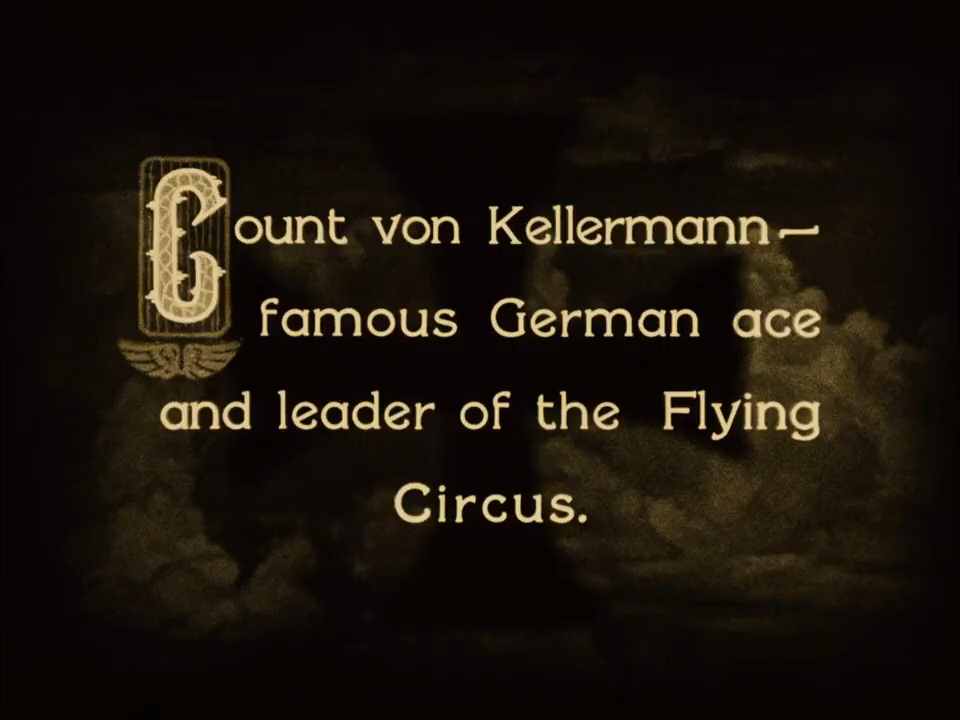 Count von Kellermann—
famous German ace
and leader of the Flying
Circus.